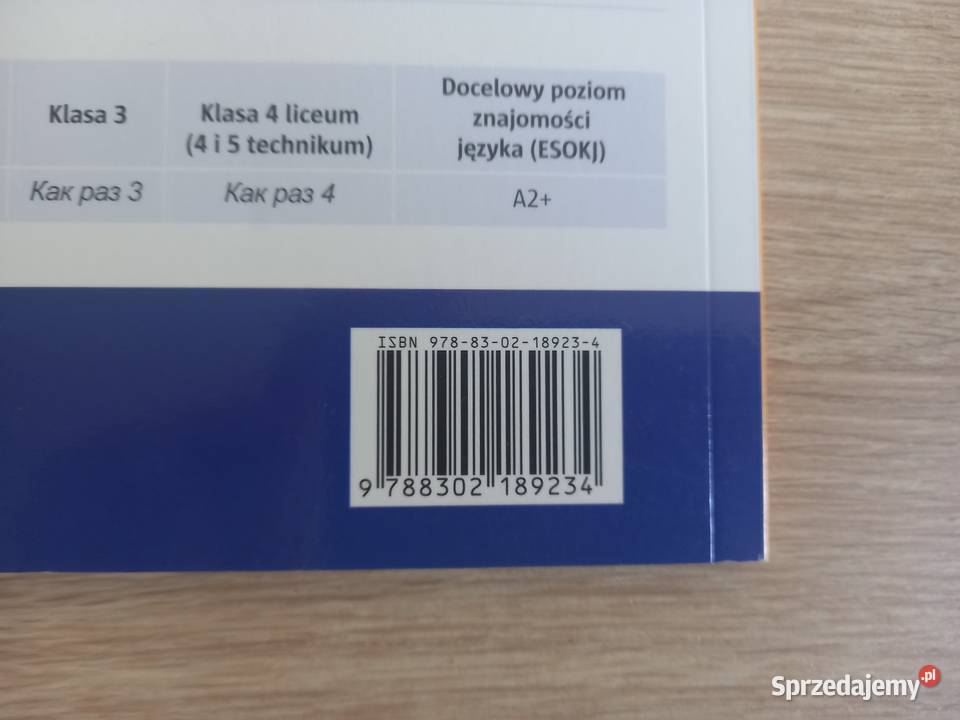 Klasa 3
Klasa 4 liceum
(4 i 5 technikum)
Docelowy poziom
znajomości
języka (ESOKJ)
Как раз 3
Как раз 4
A2+
ISBN 978-83-02-18923-4
9 788302 189234
Sprzedajemy.pl